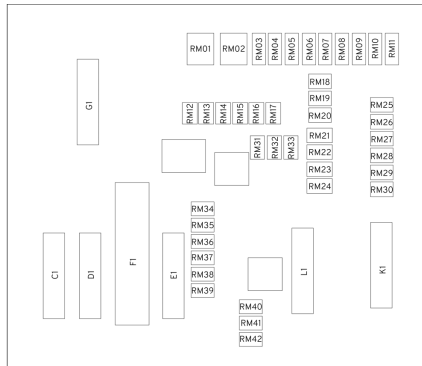 RM01 RM02 RM03 RM04 RM05 RM06 RM07 RM08 RM09 RM10 RM11
G1
RM18
RM19
RM20
RM12 RM13 RM14 RM15 RM16 RM17
RM21
RM22
RM23
RM24
RM25
RM26
RM27
RM28
RM29
RM30
RM31 RM32 RM33
RM34
RM35
RM36
RM37
RM38
RM39
C1 D1 F1 E1 L1 K1
RM40
RM41
RM42